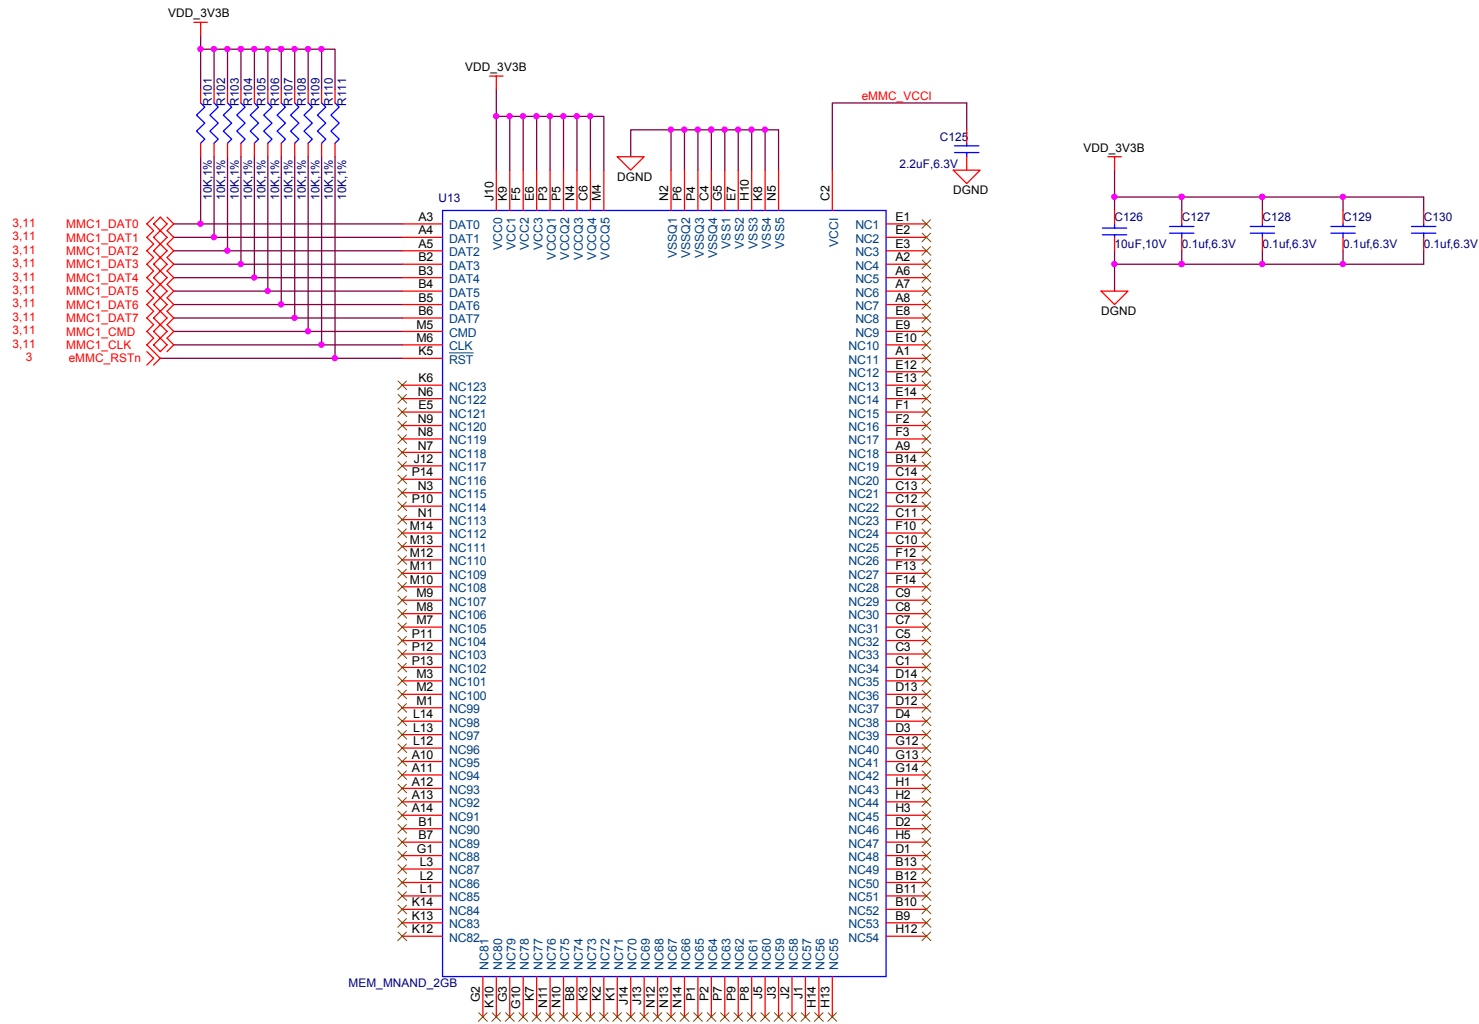 VDD_3V3B
R101
R102
R103
R104
R105
R106
R107
R108
R109
R110
R111
10K,1%
10K,1%
10K,1%
10K,1%
10K,1%
10K,1%
10K,1%
10K,1%
10K,1%
10K,1%
10K,1%
VDD_3V3B
DGND
eMMC_VCCI
C125
2.2uF,6.3V
DGND
VDD_3V3B
C126
10uF,10V
C127
0.1uf,6.3V
C128
0.1uf,6.3V
C129
0.1uf,6.3V
C130
0.1uf,6.3V
DGND
U13
J10 VCC0
K9 VCC1
F5 VCC2
E6 VCC3
P3 VCCQ1
P5 VCCQ2
N4 VCCQ3
C6 VCCQ4
M4 VCCQ5
N2 VSSQ1
P6 VSSQ2
P4 VSSQ3
C4 VSSQ4
G5 VSS1
E7 VSS2
H10 VSS3
K8 VSS4
N5 VSS5
C2 VCCI
3,11 MMC1_DAT0 A3 DAT0
3,11 MMC1_DAT1 A4 DAT1
3,11 MMC1_DAT2 A5 DAT2
3,11 MMC1_DAT3 B2 DAT3
3,11 MMC1_DAT4 B3 DAT4
3,11 MMC1_DAT5 B4 DAT5
3,11 MMC1_DAT6 B5 DAT6
3,11 MMC1_DAT7 B6 DAT7
3,11 MMC1_CMD M5 CMD
3,11 MMC1_CLK M6 CLK
3 eMMC_RSTn K5 RST
K6 NC123
N6 NC122
E5 NC121
N9 NC120
N8 NC119
N7 NC118
J12 NC117
P14 NC116
N3 NC115
P10 NC114
N1 NC113
M14 NC112
M13 NC111
M12 NC110
M11 NC109
M10 NC108
M9 NC107
M8 NC106
M7 NC105
P11 NC104
P12 NC103
P13 NC102
M3 NC101
M2 NC100
M1 NC99
L14 NC98
L13 NC97
L12 NC96
A10 NC95
A11 NC94
A12 NC93
A13 NC92
A14 NC91
B1 NC90
B7 NC89
G1 NC88
L3 NC87
L2 NC86
L1 NC85
K14 NC84
K13 NC83
K12 NC82
NC1 E1
NC2 E2
NC3 E3
NC4 A2
NC5 A6
NC6 A7
NC7 A8
NC8 E8
NC9 E9
NC10 E10
NC11 A1
NC12 E12
NC13 E13
NC14 E14
NC15 F1
NC16 F2
NC17 F3
NC18 A9
NC19 B14
NC20 C14
NC21 C13
NC22 C12
NC23 C11
NC24 F10
NC25 C10
NC26 F12
NC27 F13
NC28 F14
NC29 C9
NC30 C8
NC31 C7
NC32 C5
NC33 C3
NC34 C1
NC35 D14
NC36 D13
NC37 D12
NC38 D4
NC39 D3
NC40 G12
NC41 G13
NC42 G14
NC43 H1
NC44 H2
NC45 H3
NC46 D2
NC47 H5
NC48 D1
NC49 B13
NC50 B12
NC51 B11
NC52 B10
NC53 B9
NC54 H12
NC81 G2
NC80 K10
NC79 G3
NC78 G10
NC77 K7
NC76 N11
NC75 N10
NC74 B8
NC73 K3
NC72 K2
NC71 K1
NC70 J14
NC69 J13
NC68 N12
NC67 N13
NC66 N14
NC65 P1
NC64 P2
NC63 P7
NC62 P9
NC61 P8
NC60 J5
NC59 J3
NC58 J2
NC57 J1
NC56 H14
NC55 H13
MEM_MNAND_2GB